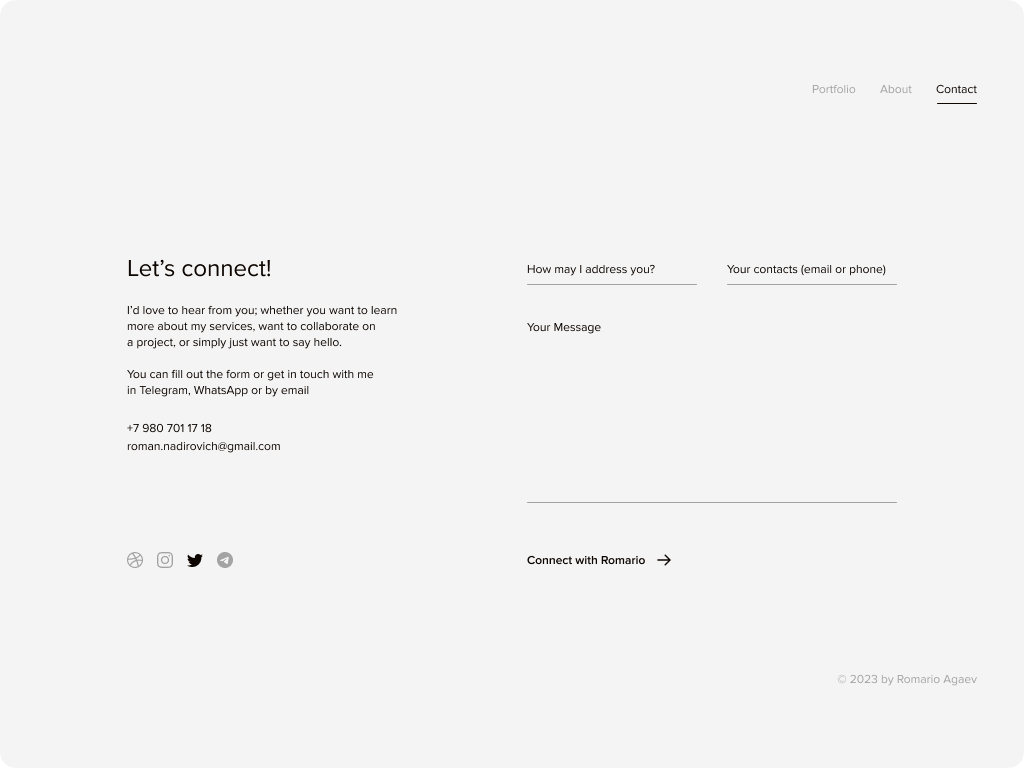 Portfolio About Contact
Let’s connect!
I’d love to hear from you; whether you want to learn
more about my services, want to collaborate on
a project, or simply just want to say hello.
You can fill out the form or get in touch with me
in Telegram, WhatsApp or by email
+7 980 701 17 18
roman.nadirovich@gmail.com
How may I address you?
Your contacts (email or phone)
Your Message
Connect with Romario
© 2023 by Romario Agaev